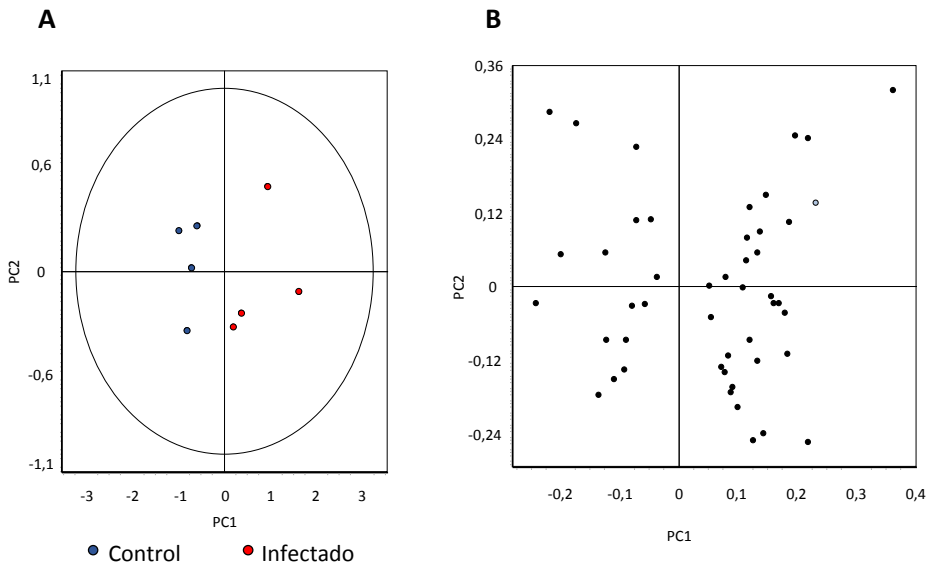 A
1,1
0,6
0
-0,6
-1,1
PC2
-3 -2 -1 0 1 2 3
PC1
Control Infectado
B
0,36
0,24
0,12
0
-0,12
-0,24
PC2
-0,2 -0,1 0 0,1 0,2 0,3 0,4
PC1